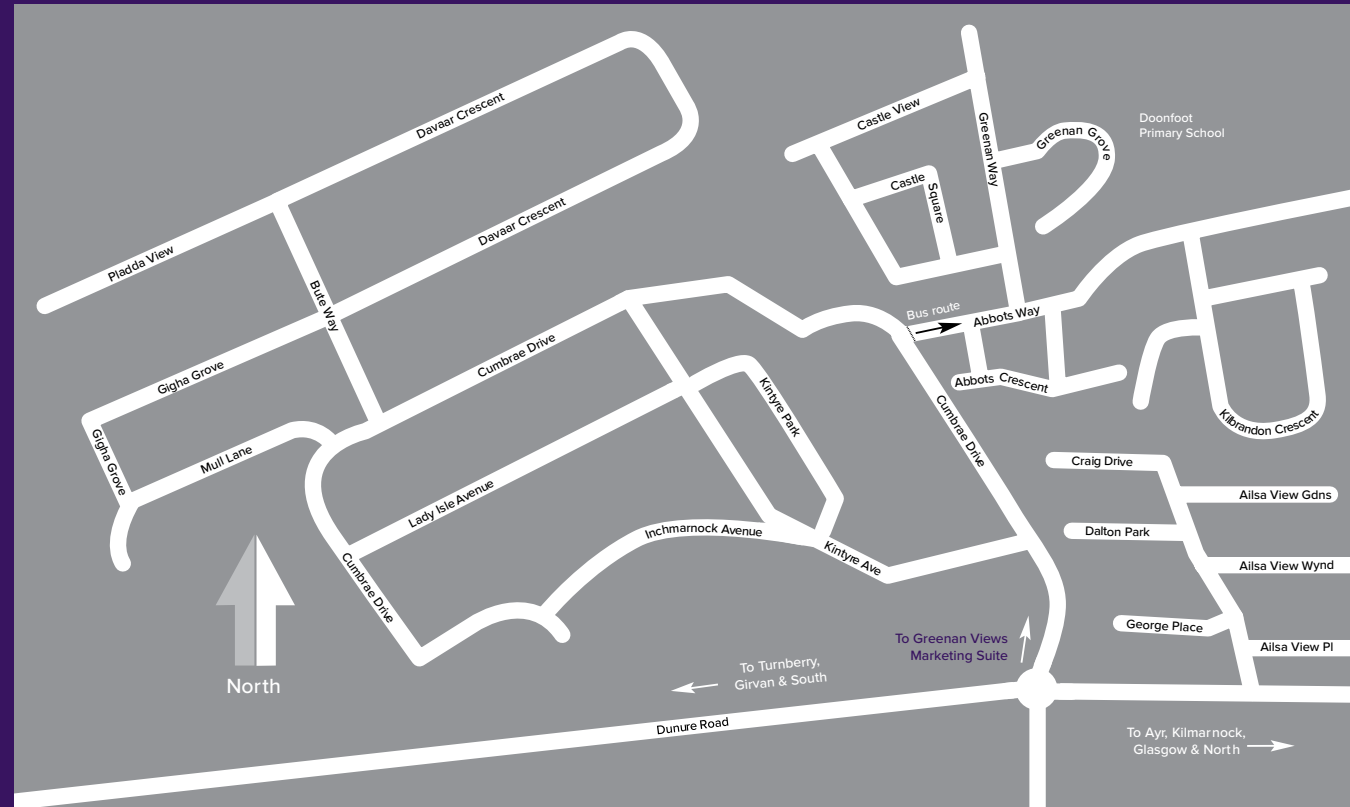 Davaar Crescent
Castle View
Greenan Way
Greenan Grove
Doonfoot
Primary School
Castle
Square
Davaar Crescent
Pladda View
Bute Way
Bus route
Abbots Way
Cumbrae Drive
Gigha Grove
Abbots Crescent
Kintyre Park
Cumbrae Drive
Kilbrandon Crescent
Gigha Grove
Mull Lane
Craig Drive
Lady Isle Avenue
Ailsa View Gdns
Inchmarnock Avenue
Dalton Park
Kintyre Ave
Ailsa View Wynd
Cumbrae Drive
George Place
To Greenan Views
Marketing Suite
Ailsa View Pl
To Turnberry,
Girvan & South
North
Dunure Road
To Ayr, Kilmarnock,
Glasgow & North